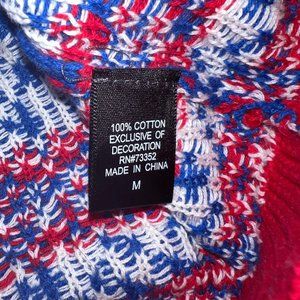 100% COTTON
EXCLUSIVE OF
DECORATION
RN#73352
MADE IN CHINA
M